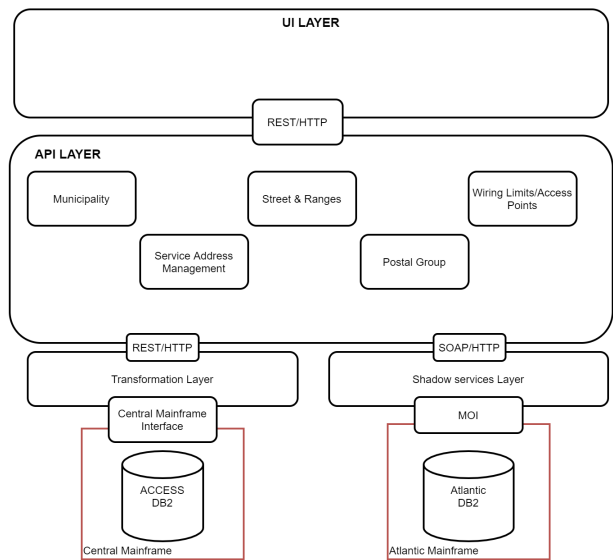 UI LAYER
REST/HTTP
API LAYER
Municipality
Street & Ranges
Wiring Limits/Access
Points
Service Address
Management
Postal Group
REST/HTTP
SOAP/HTTP
Transformation Layer
Shadow services Layer
Central Mainframe
Interface
MOI
ACCESS
DB2
Atlantic
DB2
Central Mainframe
Atlantic Mainframe